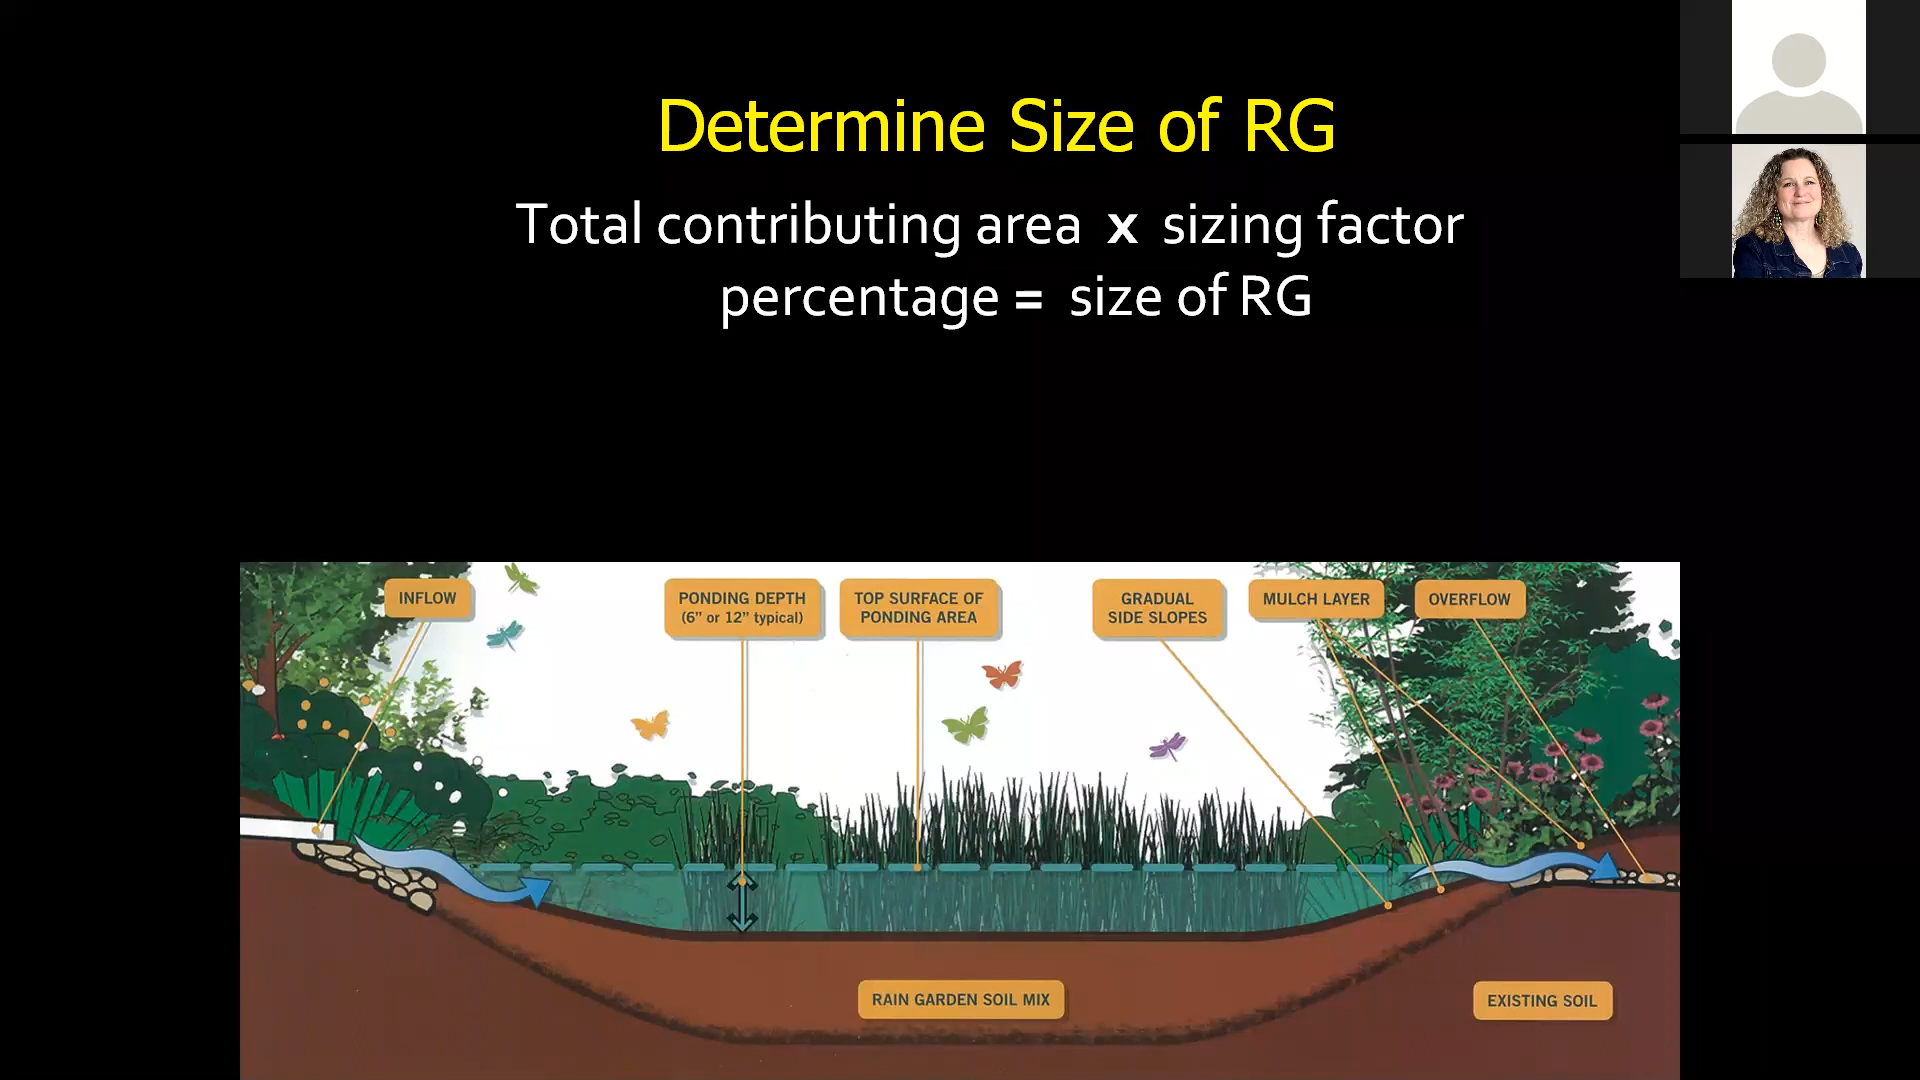 Determine Size of RG
Total contributing area x sizing factor
percentage = size of RG
INFLOW
PONDING DEPTH
(6” or 12” typical)
TOP SURFACE OF
PONDING AREA
GRADUAL
SIDE SLOPES
MULCH LAYER
OVERFLOW
RAIN GARDEN SOIL MIX
EXISTING SOIL